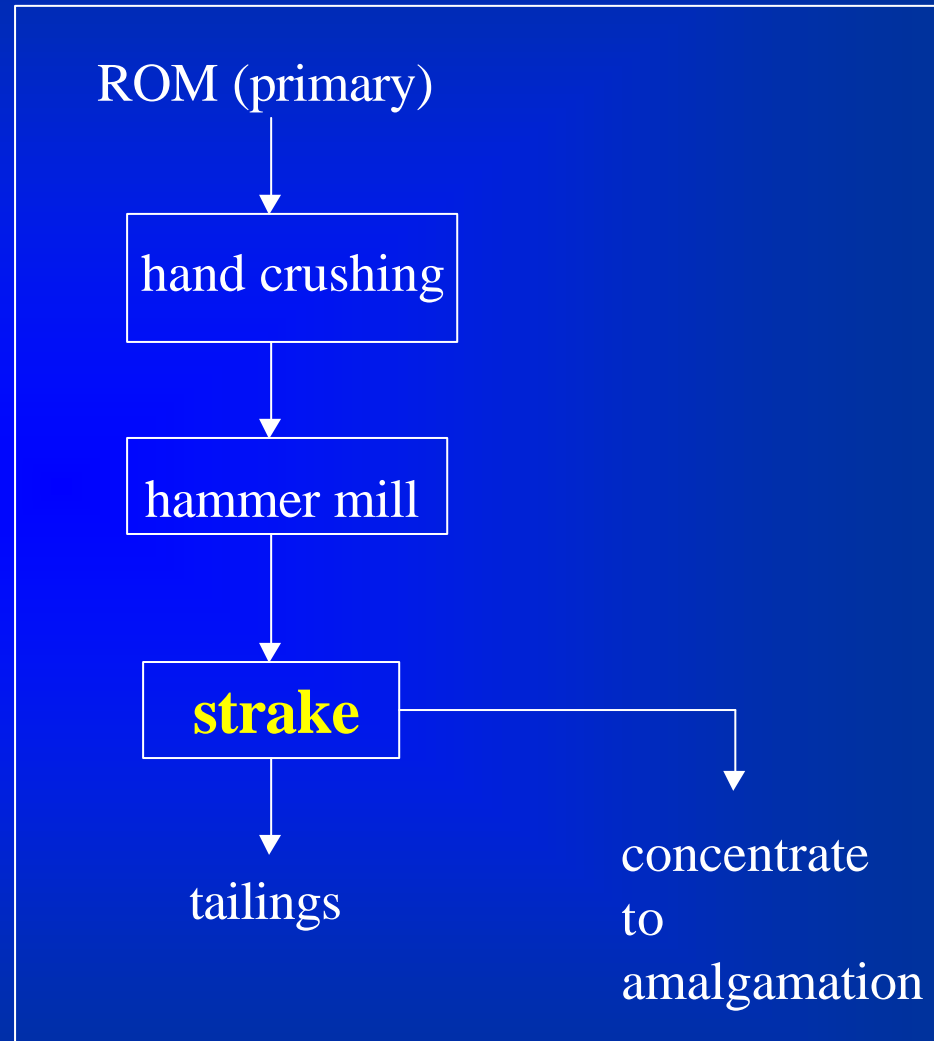 ROM (primary)
hand crushing
hammer mill
strake
tailings
concentrate
to
amalgamation